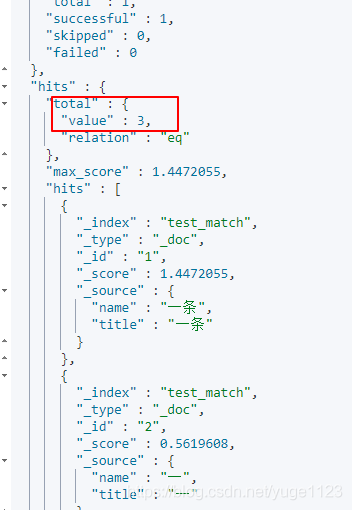 "total" : 1,
"successful" : 1,
"skipped" : 0,
"failed" : 0
},
"hits" : {
"total" : {
"value" : 3,
"relation" : "eq"
},
"max_score" : 1.4472055,
"hits" : [
{
"_index" : "test_match",
"_type" : "_doc",
"_id" : "1",
"_score" : 1.4472055,
"_source" : {
"name" : "一条",
"title" : "一条"
}
},
{
"_index" : "test_match",
"_type" : "_doc",
"_id" : "2",
"_score" : 0.5619608,
"_source" : {
"name" : "一",
"title" : "一"
https://blog.csdn.net/yuge1123
}